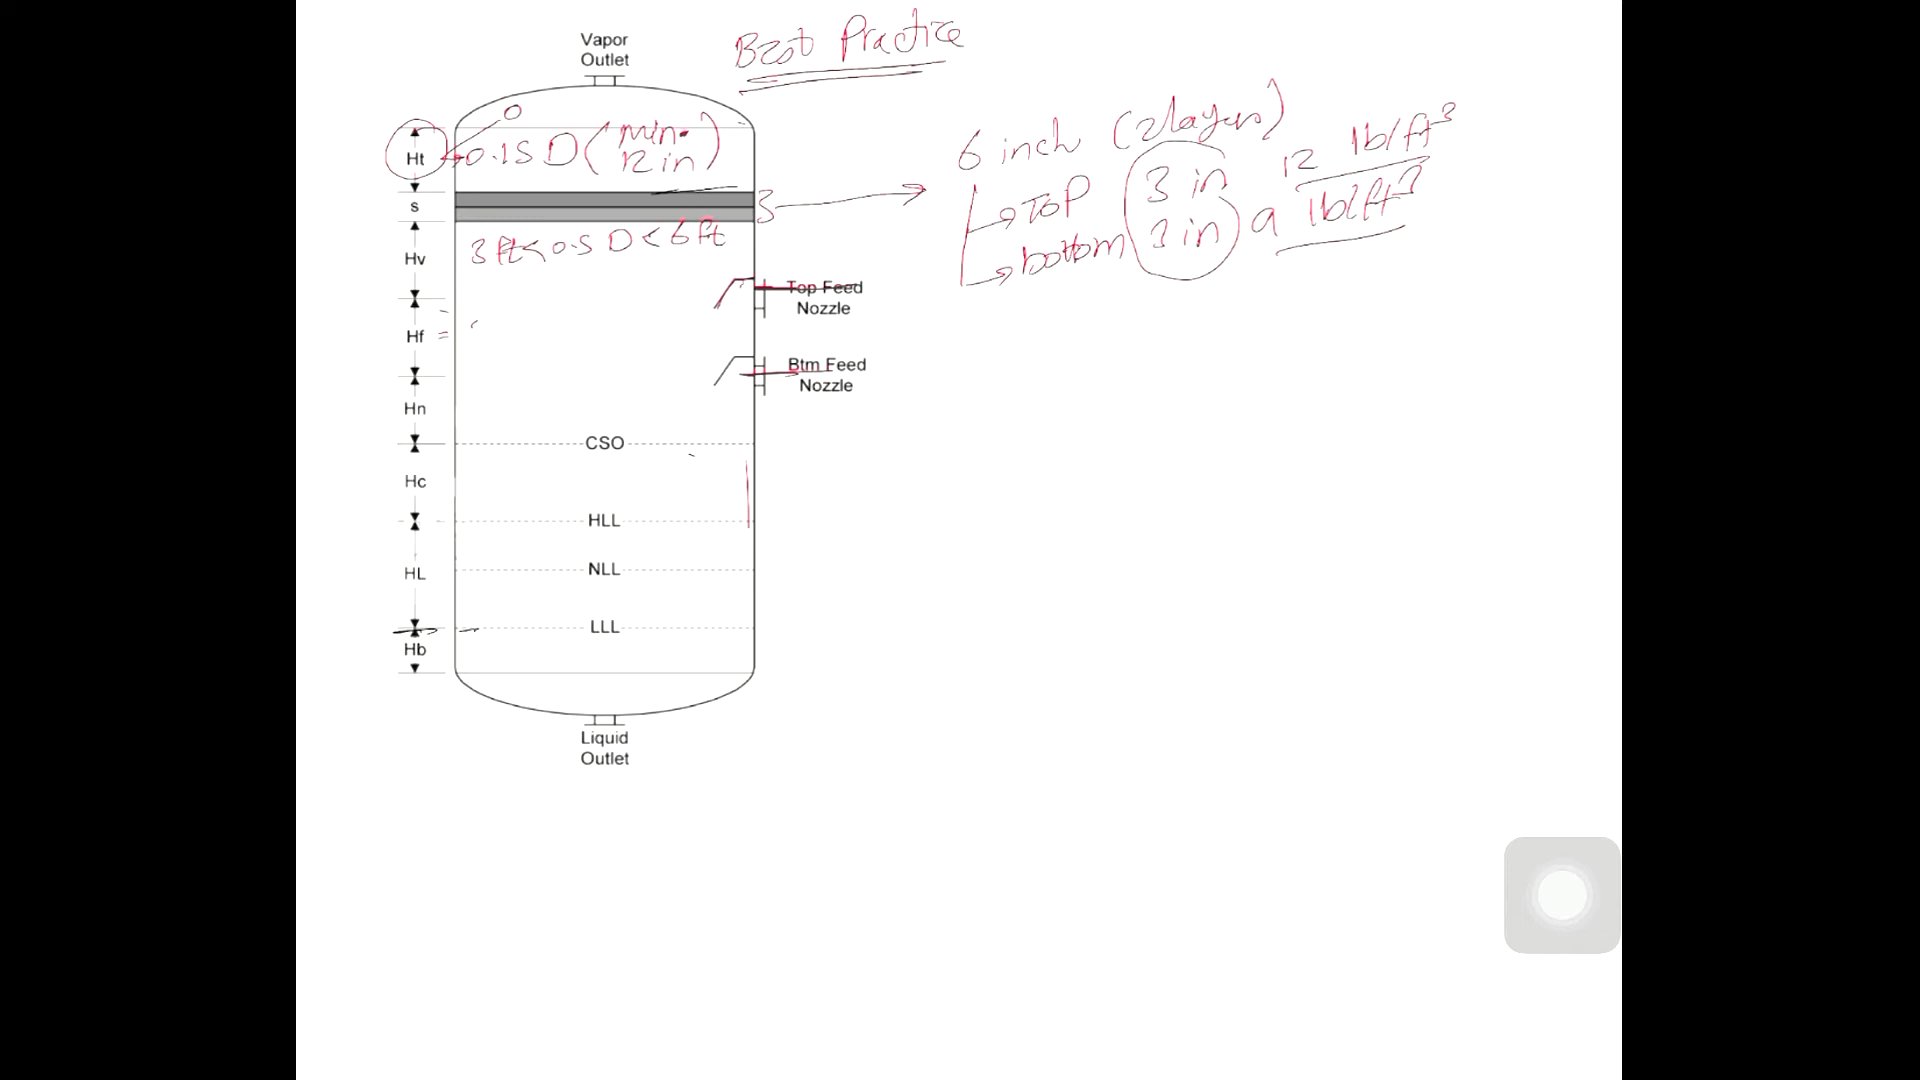 Best Practice
Vapor
Outlet
0
Ht
0.15 D (min.
12 in)
6 inch (2 layers)
Top 3 in 12 lb/ft3
bottom 3 in 9 lb/ft3
s
Hv
3 ft < 0.5 D < 6 ft
Top Feed
Nozzle
Hf =
Btm Feed
Nozzle
Hn
CSO
Hc
HLL
NLL
HL
LLL
Hb
Liquid
Outlet